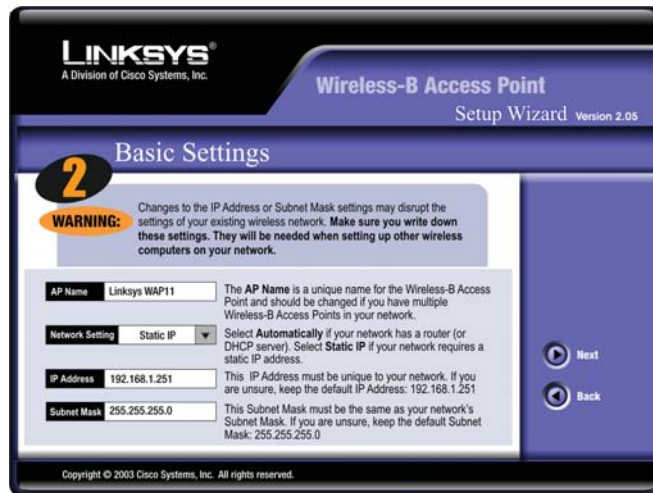 LINKSYS®
A Division of Cisco Systems, Inc.
Wireless-B Access Point
Setup Wizard Version 2.05
Basic Settings
2
WARNING:
Changes to the IP Address or Subnet Mask settings may disrupt the
settings of your existing wireless network. Make sure you write down
these settings. They will be needed when setting up other wireless
computers on your network.
AP Name Linksys WAP11
The AP Name is a unique name for the Wireless-B Access
Point and should be changed if you have multiple
Wireless-B Access Points in your network.
Network Setting Static IP
Select Automatically if your network has a router (or
DHCP server). Select Static IP if your network requires a
static IP address.
IP Address 192.168.1.251
This IP Address must be unique to your network. If you
are unsure, keep the default IP Address: 192.168.1.251
Subnet Mask 255.255.255.0
This Subnet Mask must be the same as your network's
Subnet Mask. If you are unsure, keep the default Subnet
Mask: 255.255.255.0
Next
Back
Copyright © 2003 Cisco Systems, Inc. All rights reserved.